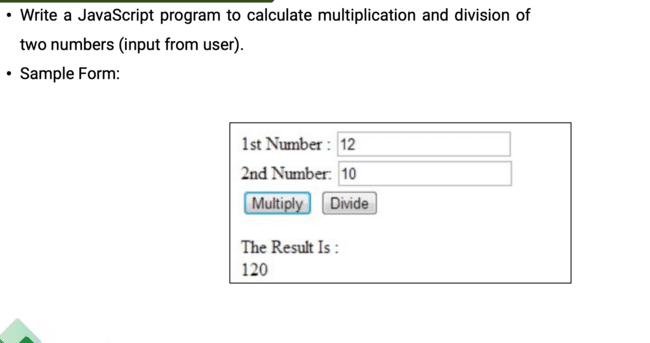 • Write a JavaScript program to calculate multiplication and division of
two numbers (input from user).
• Sample Form:
1st Number : 12
2nd Number: 10
Multiply Divide
The Result Is :
120